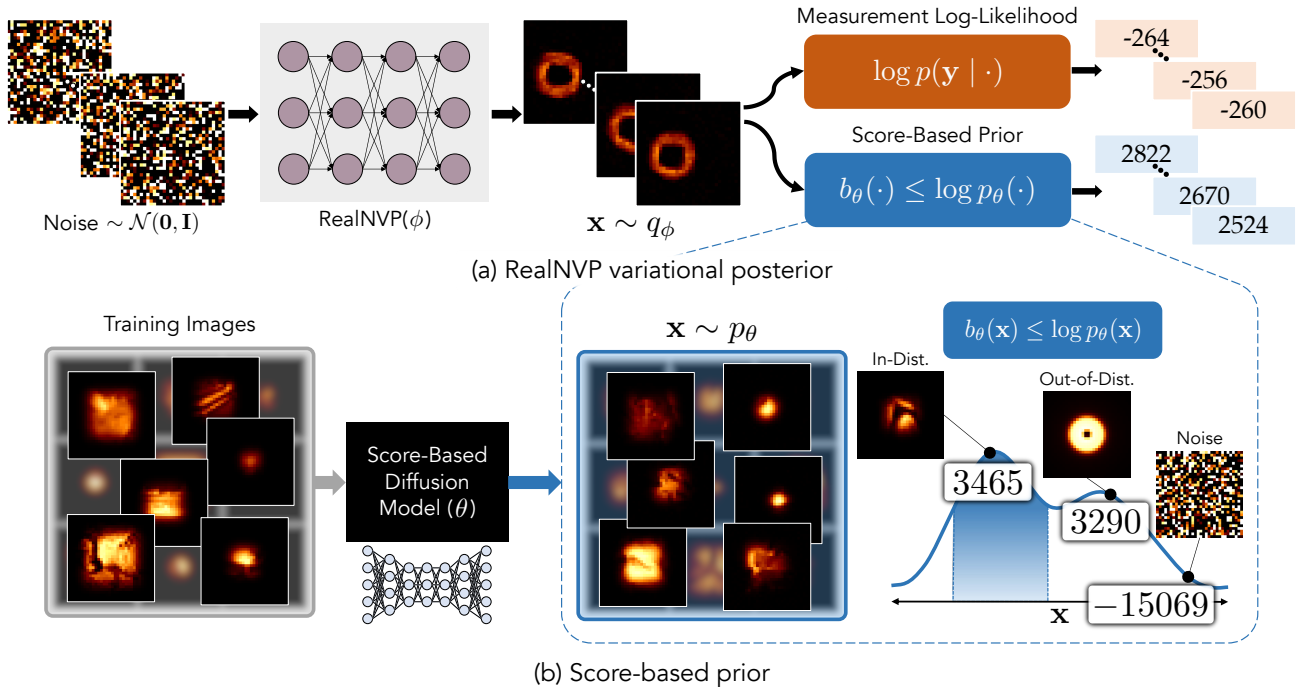 Measurement Log-Likelihood
log p(y | ·)
-264
-256
-260
Score-Based Prior
b_θ(·) ≤ log p_θ(·)
2822
2670
2524
Noise ∼ 𝒩(0, I)
RealNVP(ϕ)
x ∼ q_ϕ
(a) RealNVP variational posterior
Training Images
Score-Based
Diffusion
Model (θ)
x ∼ p_θ
b_θ(x) ≤ log p_θ(x)
In-Dist.
Out-of-Dist.
Noise
3465
3290
−15069
x
(b) Score-based prior